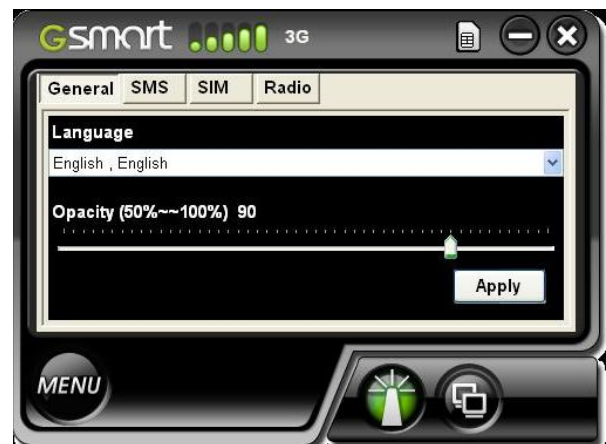 Gsmart 3G
General SMS SIM Radio
Language
English , English
Opacity (50%~~100%) 90
Apply
MENU